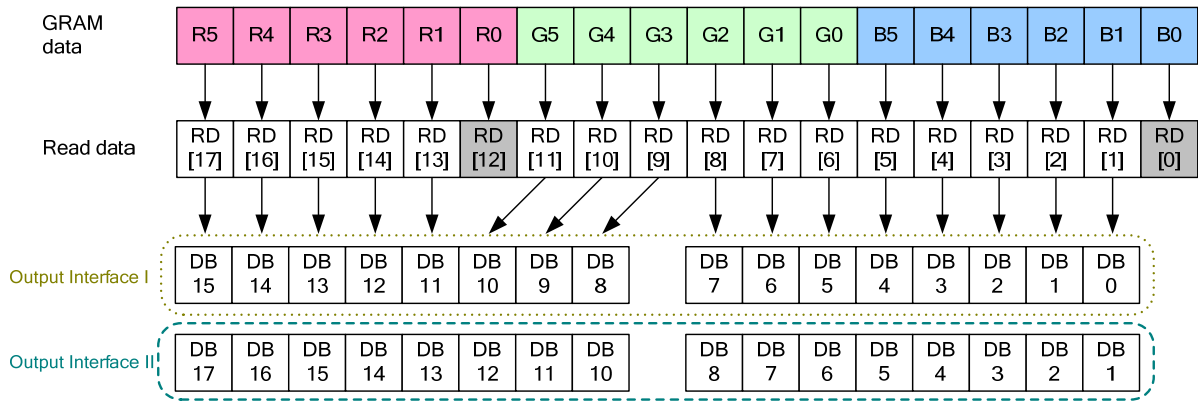 GRAM
data
R5 R4 R3 R2 R1 R0 G5 G4 G3 G2 G1 G0 B5 B4 B3 B2 B1 B0
Read data
RD RD RD RD RD RD RD RD RD RD RD RD RD RD RD RD RD RD
[17] [16] [15] [14] [13] [12] [11] [10] [9] [8] [7] [6] [5] [4] [3] [2] [1] [0]
Output Interface I
DB DB DB DB DB DB DB DB DB DB DB DB DB DB DB DB
15 14 13 12 11 10 9 8 7 6 5 4 3 2 1 0
Output Interface II
DB DB DB DB DB DB DB DB DB DB DB DB DB DB DB DB
17 16 15 14 13 12 11 10 8 7 6 5 4 3 2 1